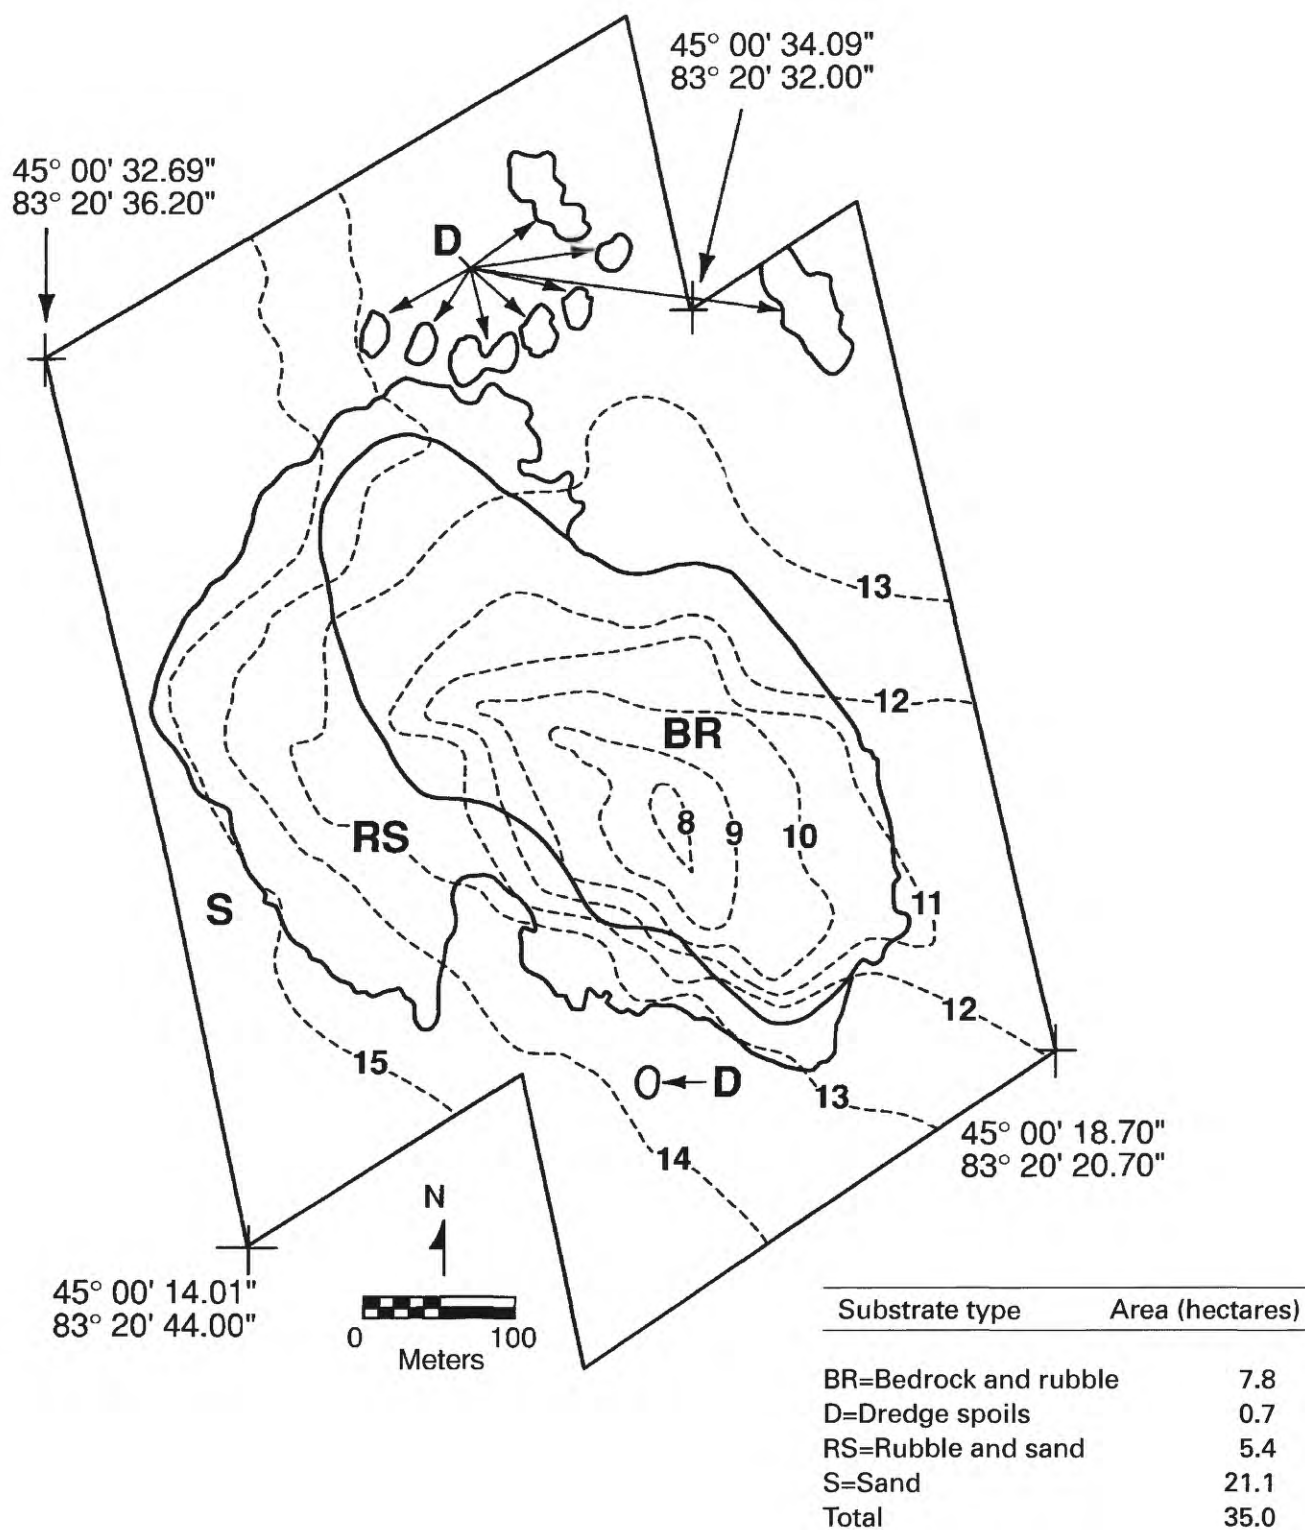 45° 00' 34.09"
83° 20' 32.00"
45° 00' 32.69"
83° 20' 36.20"
D
13
12
BR
8
9
10
RS
11
S
12
15
D
13
14
45° 00' 18.70"
83° 20' 20.70"
N
45° 00' 14.01"
83° 20' 44.00"
0 100
Meters
Substrate type Area (hectares)
BR=Bedrock and rubble 7.8
D=Dredge spoils 0.7
RS=Rubble and sand 5.4
S=Sand 21.1
Total 35.0